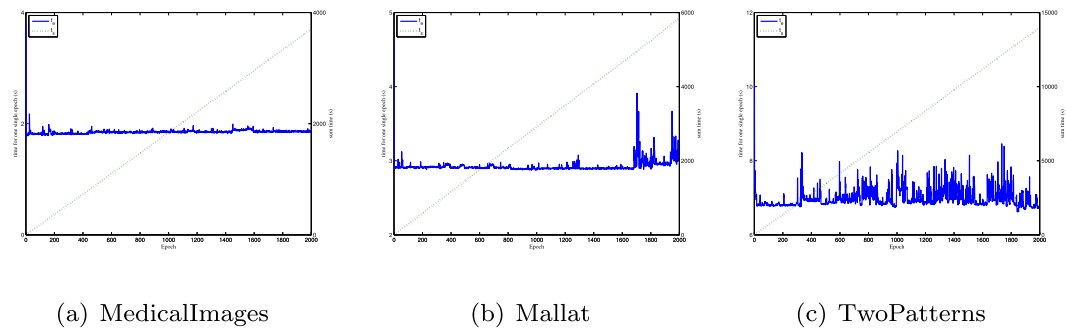 4 4000 5 6000 12 15000
t_e t_e t_e
t_s t_s t_s
4 10 10000
time for one single epoch (s) 2 2000 sum time (s) time for one single epoch (s) 3 2000 sum time (s) time for one single epoch (s) 8 5000 sum time (s)
0 0 2 0 6 0
0 200 400 600 800 1000 1200 1400 1600 1800 2000 0 200 400 600 800 1000 1200 1400 1600 1800 2000 0 200 400 600 800 1000 1200 1400 1600 1800 2000
Epoch Epoch Epoch
(a) MedicalImages (b) Mallat (c) TwoPatterns